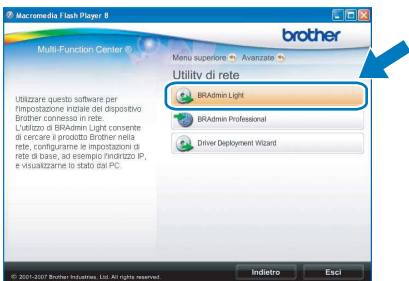 Macromedia Flash Player 8
brother
Multi-Function Center ®
Menu superiore Avanzate
Utility di rete
BRAdmin Light
BRAdmin Professional
Driver Deployment Wizard
Utilizzare questo software per
l'impostazione iniziale del dispositivo
Brother connesso in rete.
L'utilizzo di BRAdmin Light consente
di cercare il prodotto Brother nella
rete, configurarne le impostazioni di
rete di base, ad esempio l'indirizzo IP,
e visualizzarne lo stato dal PC.
© 2001-2007 Brother Industries, Ltd. All rights reserved.
Indietro Esci